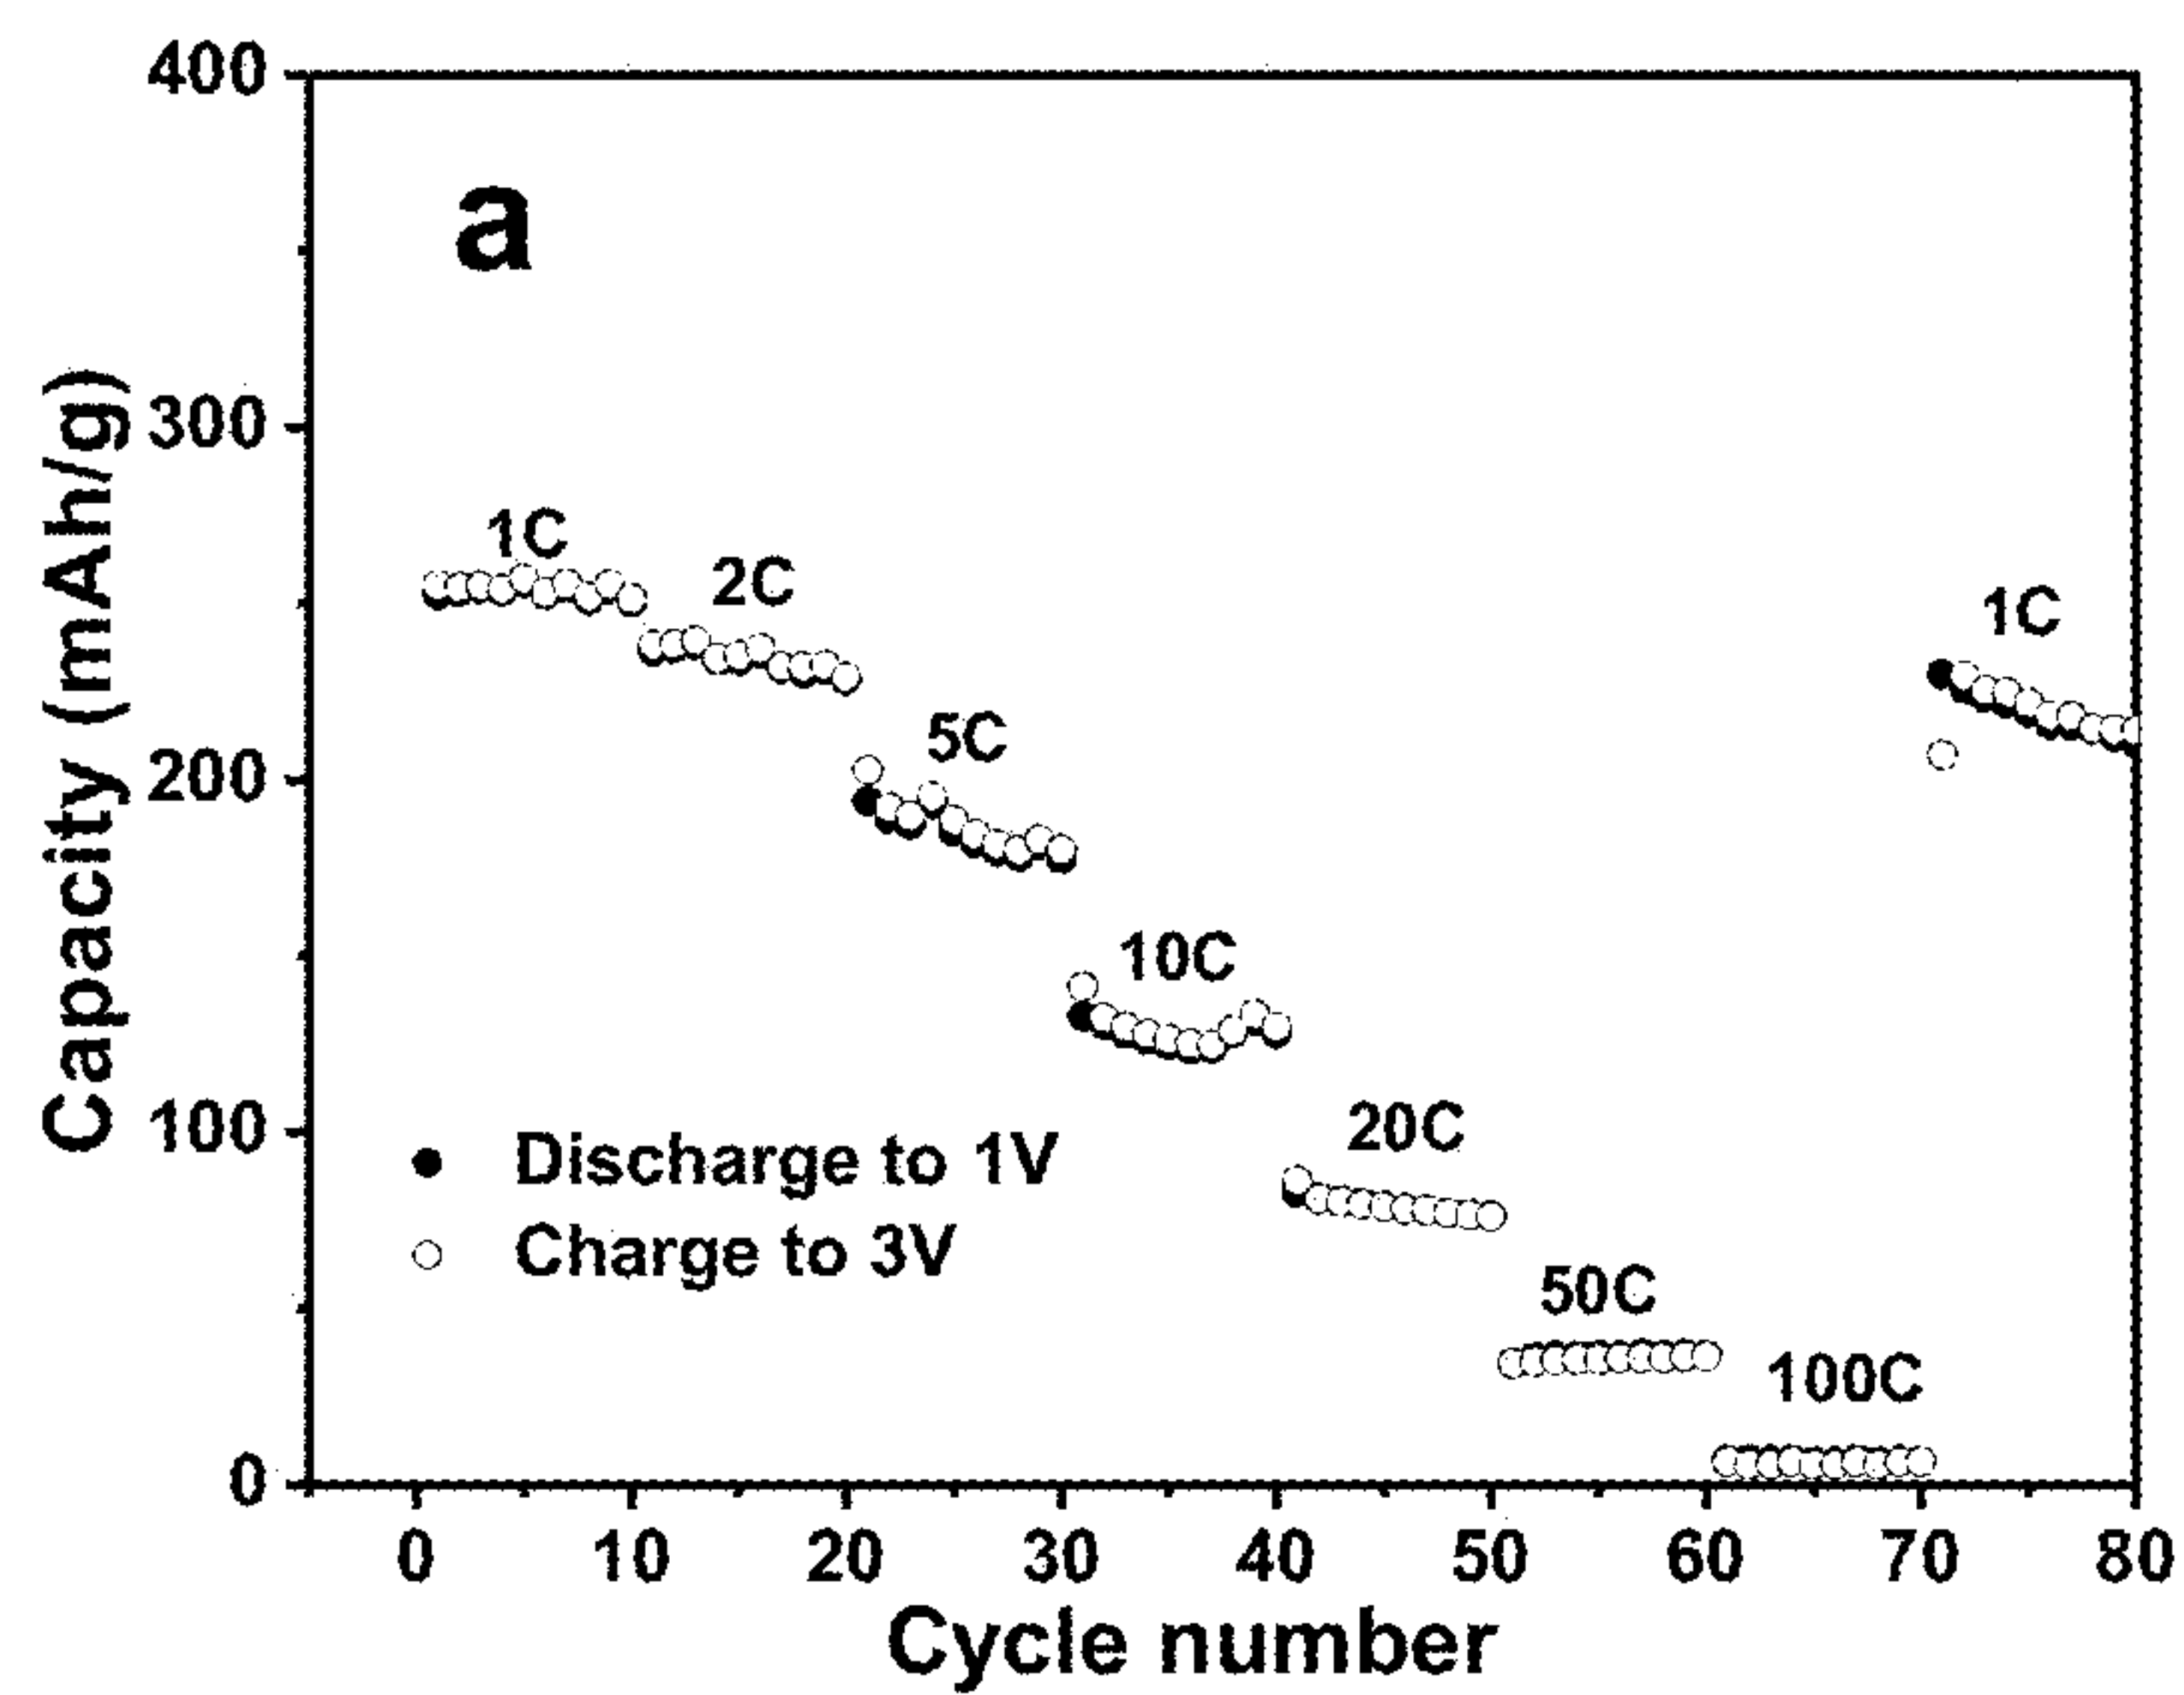 400
a
300
Capacity (mAh/g)
1C
2C
1C
200
5C
10C
100
20C
Discharge to 1V
Charge to 3V
50C
100C
0
0 10 20 30 40 50 60 70 80
Cycle number